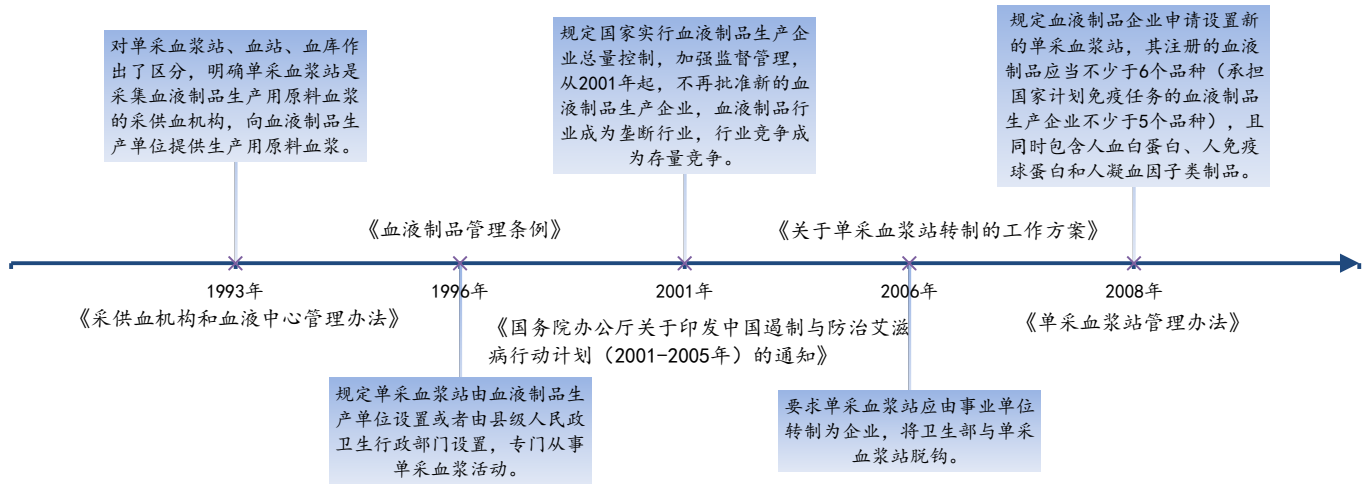 对单采血浆站、血站、血库作
出了区分，明确单采血浆站是
采集血液制品生产用原料血浆
的采供血机构，向血液制品生
产单位提供生产用原料血浆。
规定国家实行血液制品生产企
业总量控制，加强监督管理，
从2001年起，不再批准新的血
液制品生产企业，血液制品行
业成为垄断行业，行业竞争成
为存量竞争。
规定血液制品企业申请设置新
的单采血浆站，其注册的血液
制品应当不少于6个品种（承担
国家计划免疫任务的血液制品
生产企业不少于5个品种），且
同时包含人血白蛋白、人免疫
球蛋白和人凝血因子类制品。
《血液制品管理条例》
《关于单采血浆站转制的工作方案》
1993年
1996年
2001年
2006年
2008年
《采供血机构和血液中心管理办法》
《国务院办公厅关于印发中国遏制与防治艾滋
病行动计划（2001-2005年）的通知》
《单采血浆站管理办法》
规定单采血浆站由血液制品生
产单位设置或者由县级人民政
卫生行政部门设置，专门从事
单采血浆活动。
要求单采血浆站应由事业单位
转制为企业，将卫生部与单采
血浆站脱钩。